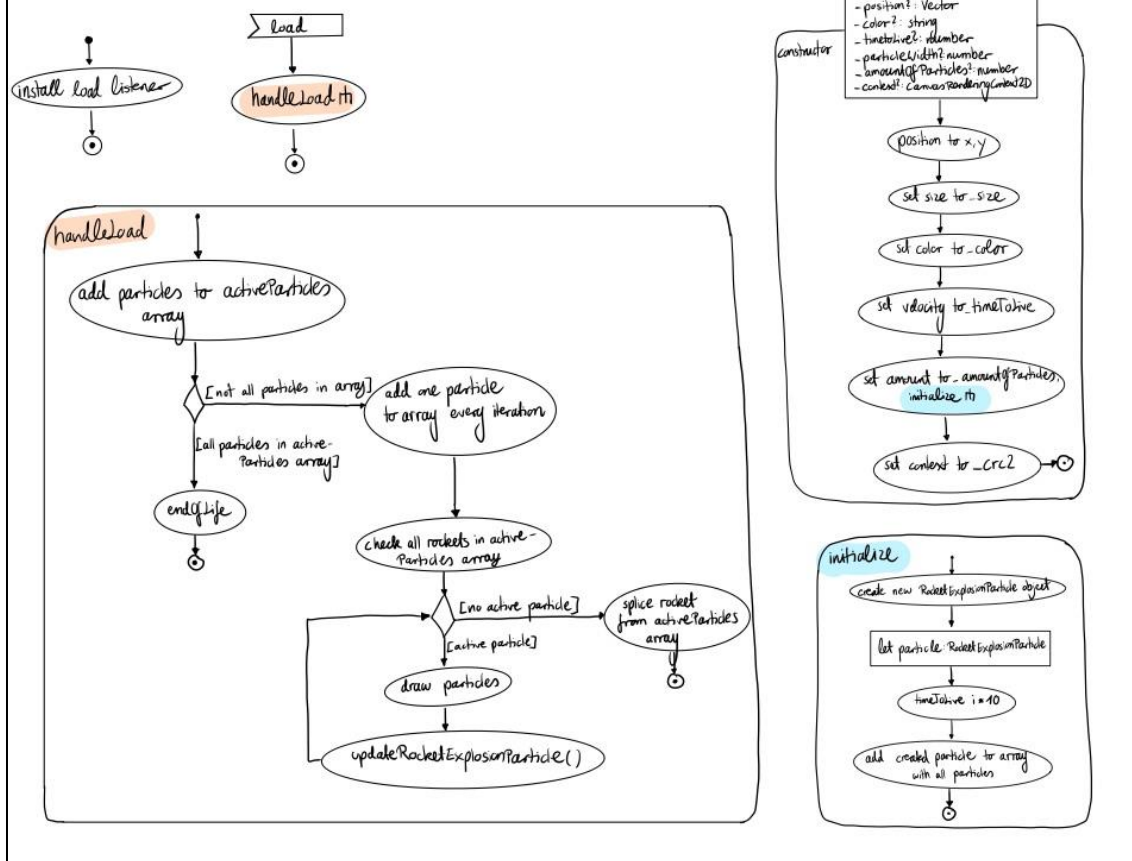 install load listener
load
handleLoad
handleLoad
add particles to activeParticles
array
[not all particles in array]
add one particle
to array every iteration
[all particles in active-
Particles array]
endOfLife
check all rockets in active-
Particles array
[no active particle]
splice rocket
from activeParticles
array
[active particle]
draw particles
updateRocketExplosionParticle()
constructor
- position?: Vector
- color?: string
- timetoLive?: number
- particleWidth?: number
- amountOfParticles?: number
- context?: CanvasRenderingContext2D
position to x,y
set size to _size
set color to _color
set velocity to _timeToLive
set amount to _amountOfParticles,
initialize
set context to _crc2
initialize
create new RocketExplosionParticle object
let particle: RocketExplosionParticle
timeToLive i*10
add created particle to array
with all particles